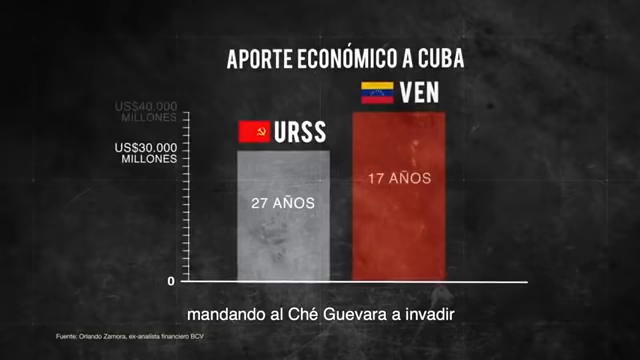 APORTE ECONÓMICO A CUBA
VEN
US$40.000
MILLONES
URSS
US$30.000
MILLONES
17 AÑOS
27 AÑOS
0
mandando al Ché Guevara a invadir
Fuente: Orlando Zamora, ex-analista financiero BCV